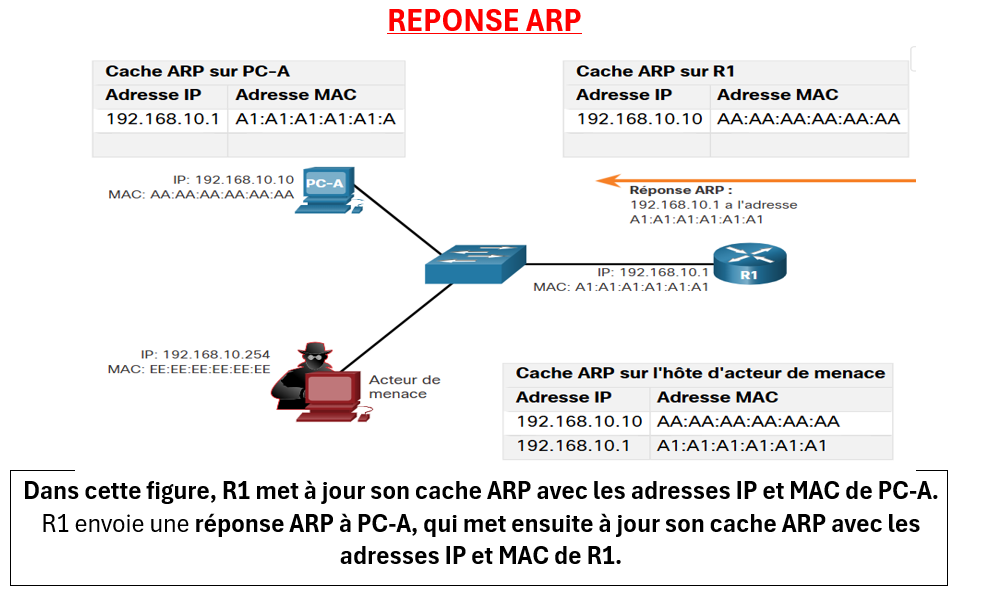 REPONSE ARP
Cache ARP sur PC-A
Adresse IP Adresse MAC
192.168.10.1 A1:A1:A1:A1:A1:A
Cache ARP sur R1
Adresse IP Adresse MAC
192.168.10.10 AA:AA:AA:AA:AA:AA
IP: 192.168.10.10
MAC: AA:AA:AA:AA:AA:AA
PC-A
Réponse ARP :
192.168.10.1 a l'adresse
A1:A1:A1:A1:A1:A1
IP: 192.168.10.1
MAC: A1:A1:A1:A1:A1:A1
R1
IP: 192.168.10.254
MAC: EE:EE:EE:EE:EE:EE
Acteur de
menace
Cache ARP sur l'hôte d'acteur de menace
Adresse IP Adresse MAC
192.168.10.10 AA:AA:AA:AA:AA:AA
192.168.10.1 A1:A1:A1:A1:A1:A1
Dans cette figure, R1 met à jour son cache ARP avec les adresses IP et MAC de PC-A.
R1 envoie une réponse ARP à PC-A, qui met ensuite à jour son cache ARP avec les
adresses IP et MAC de R1.